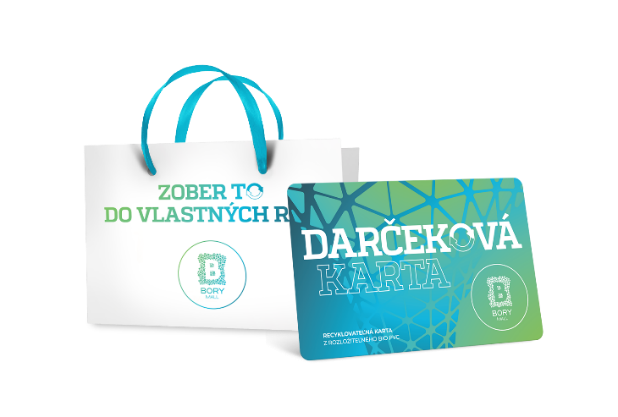 ZOBER TO
DO VLASTNÝCH R
B
BORY
MALL
DARČEKOVÁ
KARTA
RECYKLOVATEĽNÁ KARTA
Z ROZLOŽITEĽNÉHO BIO PVC
B
BORY
MALL